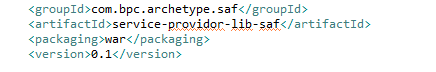 <groupId>com.bpc.archetype.saf</groupId>
<artifactId>service-providor-lib-saf</artifactId>
<packaging>war</packaging>
<version>0.1</version>